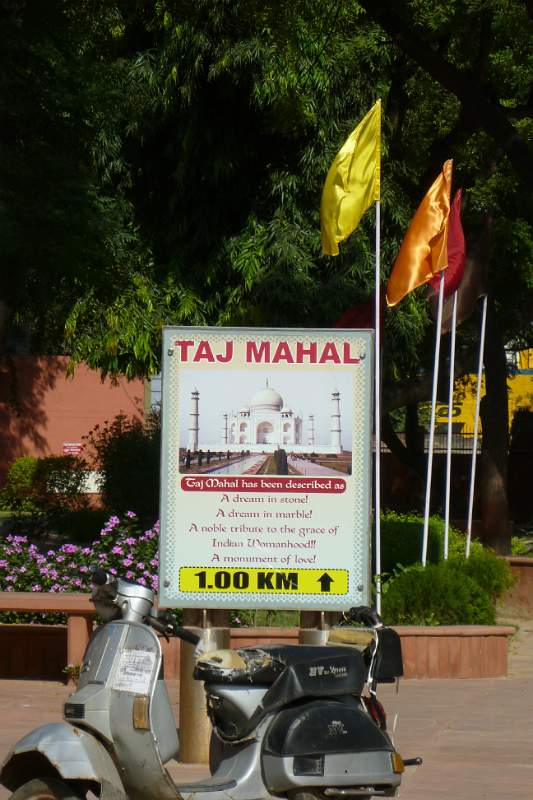 TAJ MAHAL
Taj Mahal has been described as
A dream in stone!
A dream in marble!
A noble tribute to the grace of
Indian Womanhood!!
A monument of love!
1.00 KM ↑